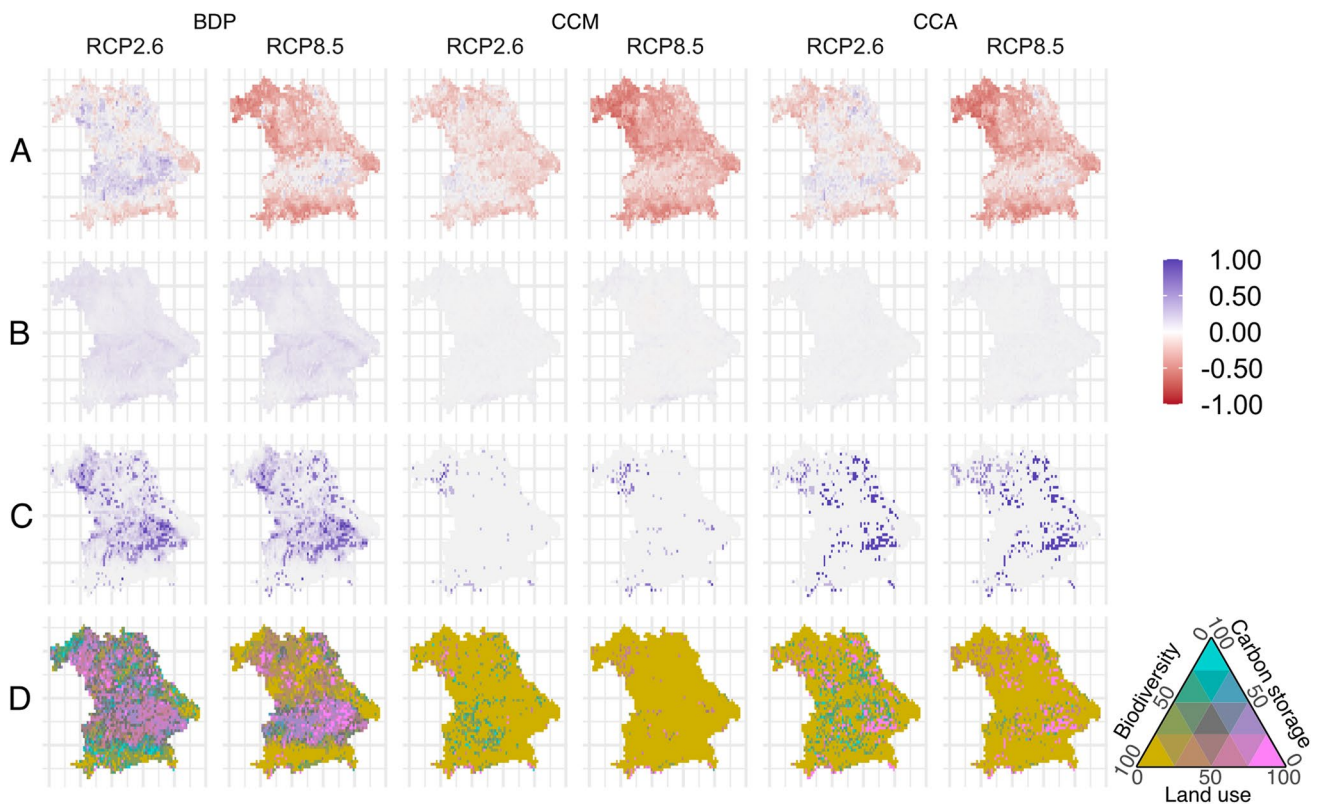 BDP CCM CCA
RCP2.6 RCP8.5 RCP2.6 RCP8.5 RCP2.6 RCP8.5
A
B
1.00
0.50
0.00
-0.50
-1.00
C
D
Biodiversity
Carbon storage
0 100
50 50
100 0
0 50 100
Land use